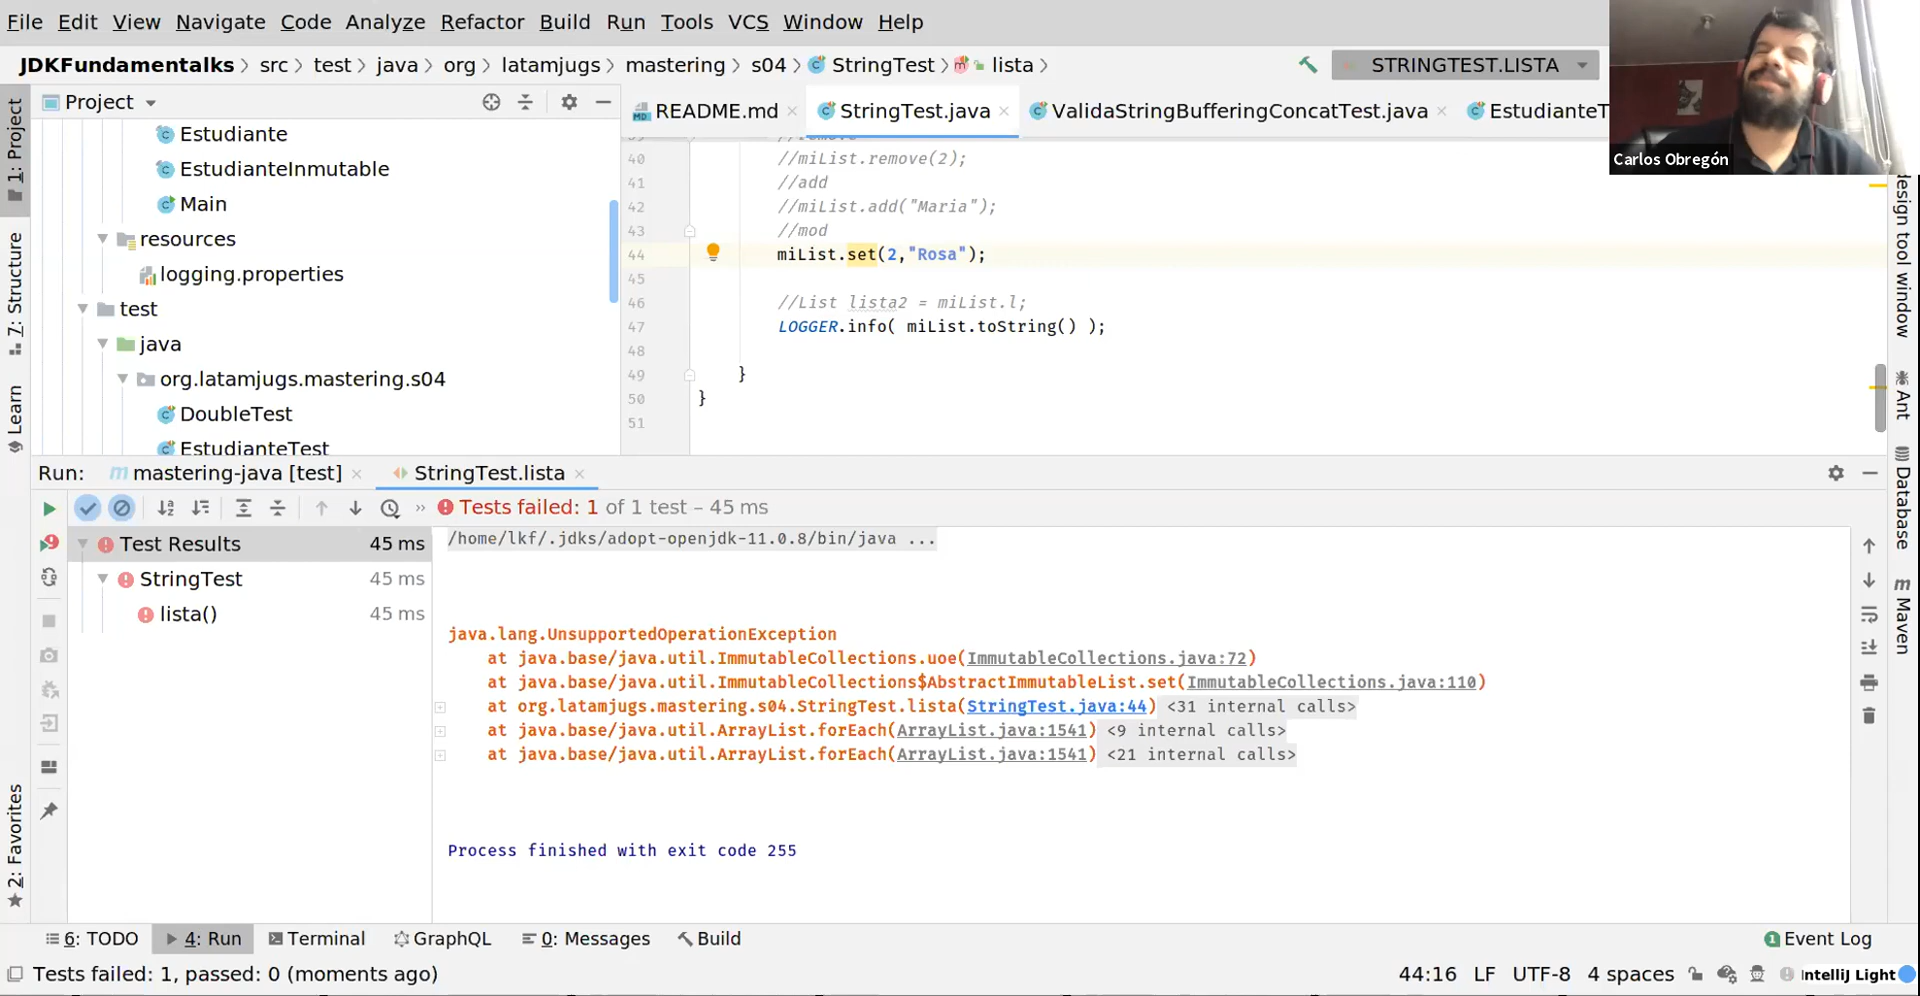 File Edit View Navigate Code Analyze Refactor Build Run Tools VCS Window Help
JDKFundamentalks > src > test > java > org > latamjugs > mastering > s04 > StringTest > lista >
STRINGTEST.LISTA
Carlos Obregón
Project
README.md StringTest.java ValidaStringBufferingConcatTest.java EstudianteT
Estudiante
EstudianteInmutable
Main
resources
logging.properties
test
java
org.latamjugs.mastering.s04
DoubleTest
EstudianteTest
40 //miList.remove(2);
41 //add
42 //miList.add("Maria");
43 //mod
44 miList.set(2,"Rosa");
45
46 //List lista2 = miList.l;
47 LOGGER.info( miList.toString() );
48
49 }
50 }
51
1: Project
7: Structure
Learn
2: Favorites
design tool window
Ant
Database
m Maven
Run: mastering-java [test] StringTest.lista
Tests failed: 1 of 1 test – 45 ms
Test Results 45 ms
StringTest 45 ms
lista() 45 ms
/home/lkf/.jdks/adopt-openjdk-11.0.8/bin/java ...
java.lang.UnsupportedOperationException
at java.base/java.util.ImmutableCollections.uoe(ImmutableCollections.java:72)
at java.base/java.util.ImmutableCollections$AbstractImmutableList.set(ImmutableCollections.java:110)
at org.latamjugs.mastering.s04.StringTest.lista(StringTest.java:44) <31 internal calls>
at java.base/java.util.ArrayList.forEach(ArrayList.java:1541) <9 internal calls>
at java.base/java.util.ArrayList.forEach(ArrayList.java:1541) <21 internal calls>
Process finished with exit code 255
6: TODO 4: Run Terminal GraphQL 0: Messages Build 1 Event Log
Tests failed: 1, passed: 0 (moments ago) 44:16 LF UTF-8 4 spaces IntelliJ Light